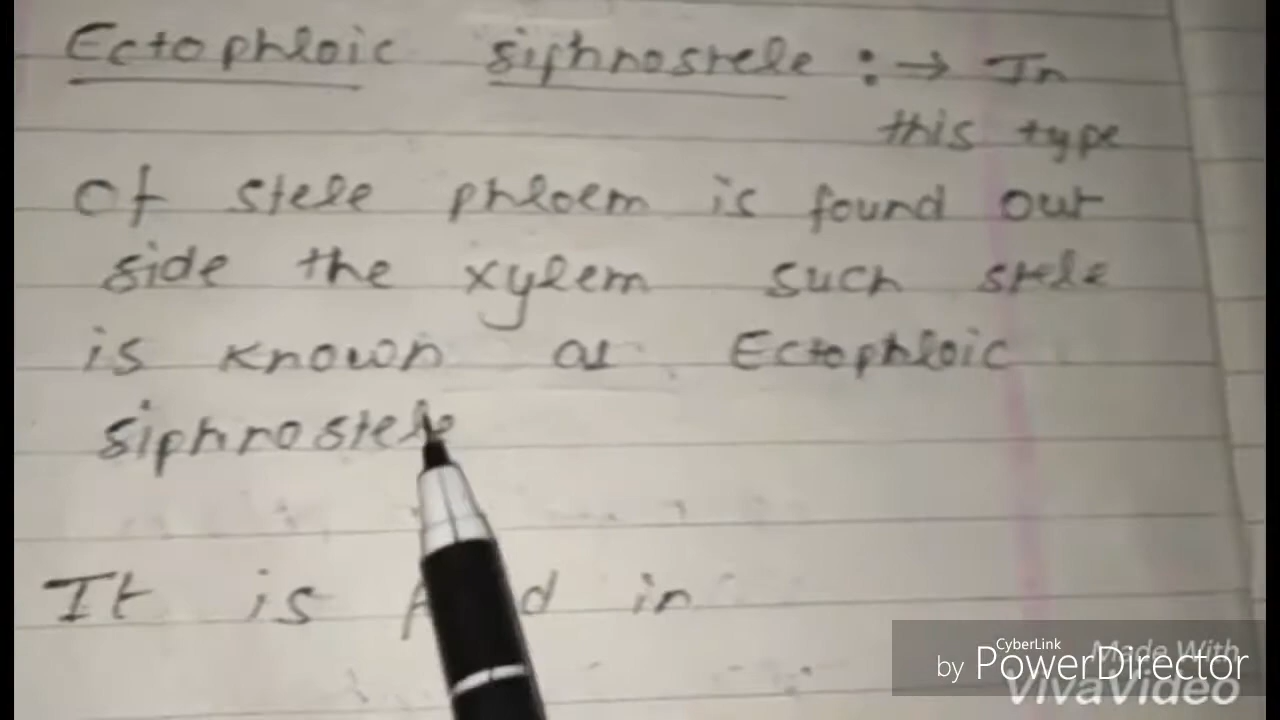 Ectophloic siphnostele :→ In
this type
of stele phloem is found out
side the xylem such stele
is known as Ectophloic
siphnostele
It is in
CyberLink
by PowerDirector
Made With
VivaVideo